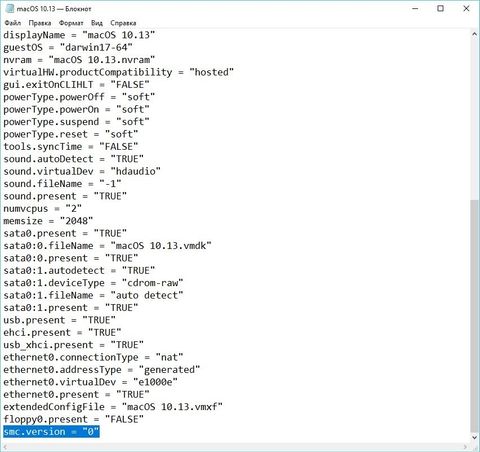 macOS 10.13 — Блокнот
Файл Правка Формат Вид Справка
displayName = "macOS 10.13"
guestOS = "darwin17-64"
nvram = "macOS 10.13.nvram"
virtualHW.productCompatibility = "hosted"
gui.exitOnCLIHLT = "FALSE"
powerType.powerOff = "soft"
powerType.powerOn = "soft"
powerType.suspend = "soft"
powerType.reset = "soft"
tools.syncTime = "FALSE"
sound.autoDetect = "TRUE"
sound.virtualDev = "hdaudio"
sound.fileName = "-1"
sound.present = "TRUE"
numvcpus = "2"
memsize = "2048"
sata0.present = "TRUE"
sata0:0.fileName = "macOS 10.13.vmdk"
sata0:0.present = "TRUE"
sata0:1.autodetect = "TRUE"
sata0:1.deviceType = "cdrom-raw"
sata0:1.fileName = "auto detect"
sata0:1.present = "TRUE"
usb.present = "TRUE"
ehci.present = "TRUE"
usb_xhci.present = "TRUE"
ethernet0.connectionType = "nat"
ethernet0.addressType = "generated"
ethernet0.virtualDev = "e1000e"
ethernet0.present = "TRUE"
extendedConfigFile = "macOS 10.13.vmxf"
floppy0.present = "FALSE"
smc.version = "0"